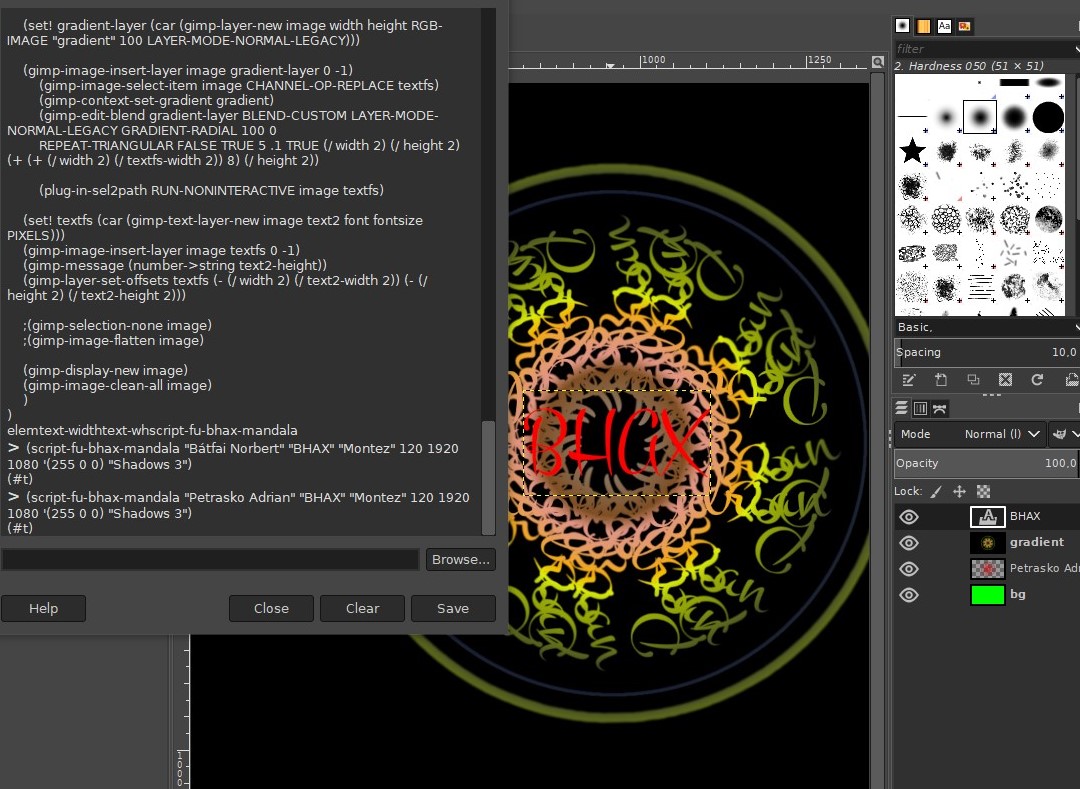 (set! gradient-layer (car (gimp-layer-new image width height RGB-
IMAGE "gradient" 100 LAYER-MODE-NORMAL-LEGACY)))
(gimp-image-insert-layer image gradient-layer 0 -1)
(gimp-image-select-item image CHANNEL-OP-REPLACE textfs)
(gimp-context-set-gradient gradient)
(gimp-edit-blend gradient-layer BLEND-CUSTOM LAYER-MODE-
NORMAL-LEGACY GRADIENT-RADIAL 100 0
REPEAT-TRIANGULAR FALSE TRUE 5 .1 TRUE (/ width 2) (/ height 2)
(+ (+ (/ width 2) (/ textfs-width 2)) 8) (/ height 2))
(plug-in-sel2path RUN-NONINTERACTIVE image textfs)
(set! textfs (car (gimp-text-layer-new image text2 font fontsize
PIXELS)))
(gimp-image-insert-layer image textfs 0 -1)
(gimp-message (number->string text2-height))
(gimp-layer-set-offsets textfs (- (/ width 2) (/ text2-width 2)) (- (/
height 2) (/ text2-height 2)))
;(gimp-selection-none image)
;(gimp-image-flatten image)
(gimp-display-new image)
(gimp-image-clean-all image)
)
)
elemtext-widthtext-whscript-fu-bhax-mandala
> (script-fu-bhax-mandala "Bátfai Norbert" "BHAX" "Montez" 120 1920
1080 '(255 0 0) "Shadows 3")
(#t)
> (script-fu-bhax-mandala "Petrasko Adrian" "BHAX" "Montez" 120 1920
1080 '(255 0 0) "Shadows 3")
(#t)
Browse...
Help
Close
Clear
Save
1000
1250
1000
BHAX
Aa
filter
2. Hardness 050 (51 × 51)
Basic,
Spacing 10,0
Mode Normal (l)
Opacity 100,0
Lock:
BHAX
gradient
Petrasko Adri
bg